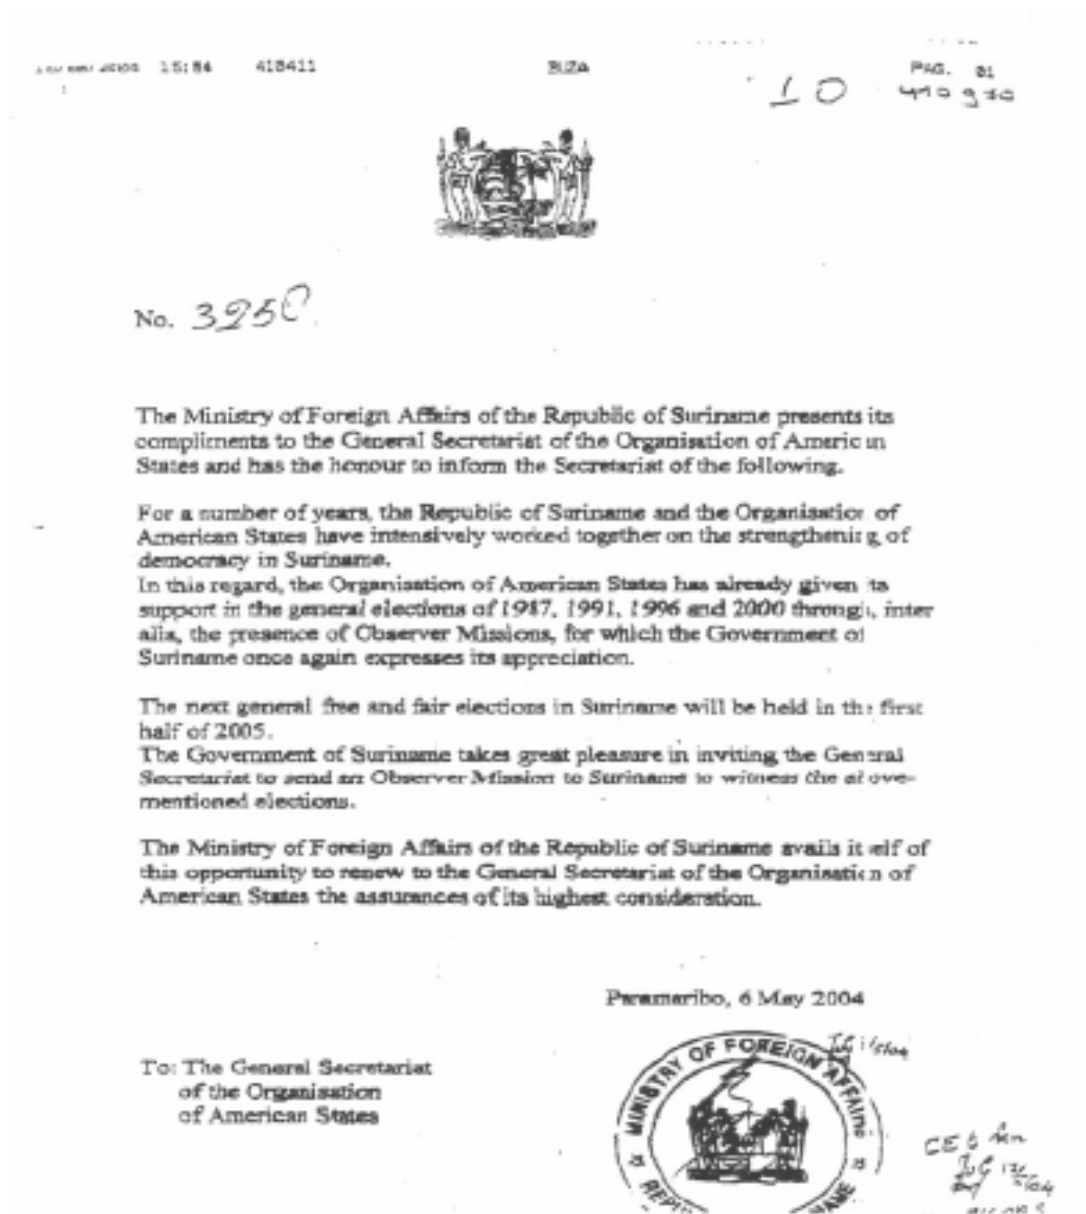 15:54 418411 BIZA PAG. 01
10 410 970
No. 3250
The Ministry of Foreign Affairs of the Republic of Suriname presents its
compliments to the General Secretariat of the Organisation of American
States and has the honour to inform the Secretariat of the following.
For a number of years, the Republic of Suriname and the Organisation of
American States have intensively worked together on the strengthening of
democracy in Suriname.
In this regard, the Organisation of American States has already given its
support in the general elections of 1987, 1991, 1996 and 2000 through, inter
alia, the presence of Observer Missions, for which the Government of
Suriname once again expresses its appreciation.
The next general free and fair elections in Suriname will be held in the first
half of 2005.
The Government of Suriname takes great pleasure in inviting the General
Secretariat to send an Observer Mission to Suriname to witness the above-
mentioned elections.
The Ministry of Foreign Affairs of the Republic of Suriname avails itself of
this opportunity to renew to the General Secretariat of the Organisation of
American States the assurances of its highest consideration.
Paramaribo, 6 May 2004
To: The General Secretariat
of the Organisation
of American States
MINISTRY OF FOREIGN AFFAIRS